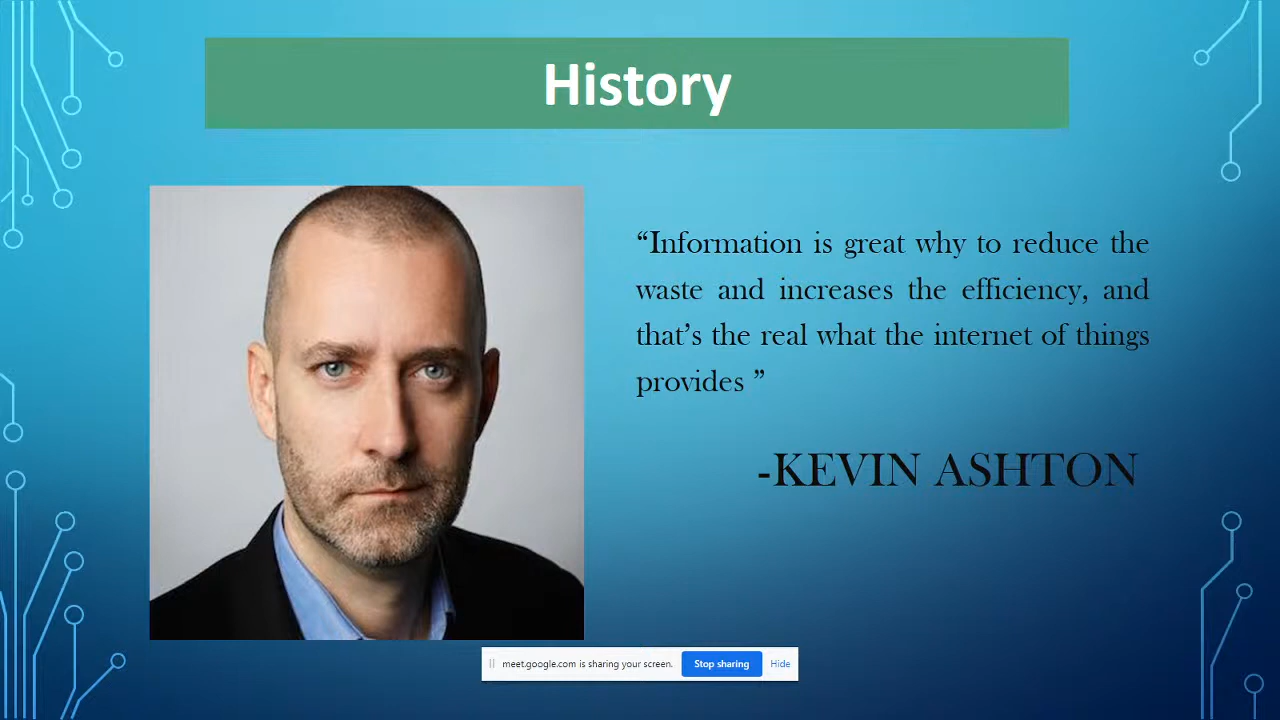 History
“Information is great why to reduce the
waste and increases the efficiency, and
that’s the real what the internet of things
provides ”
-KEVIN ASHTON
meet.google.com is sharing your screen. Stop sharing Hide